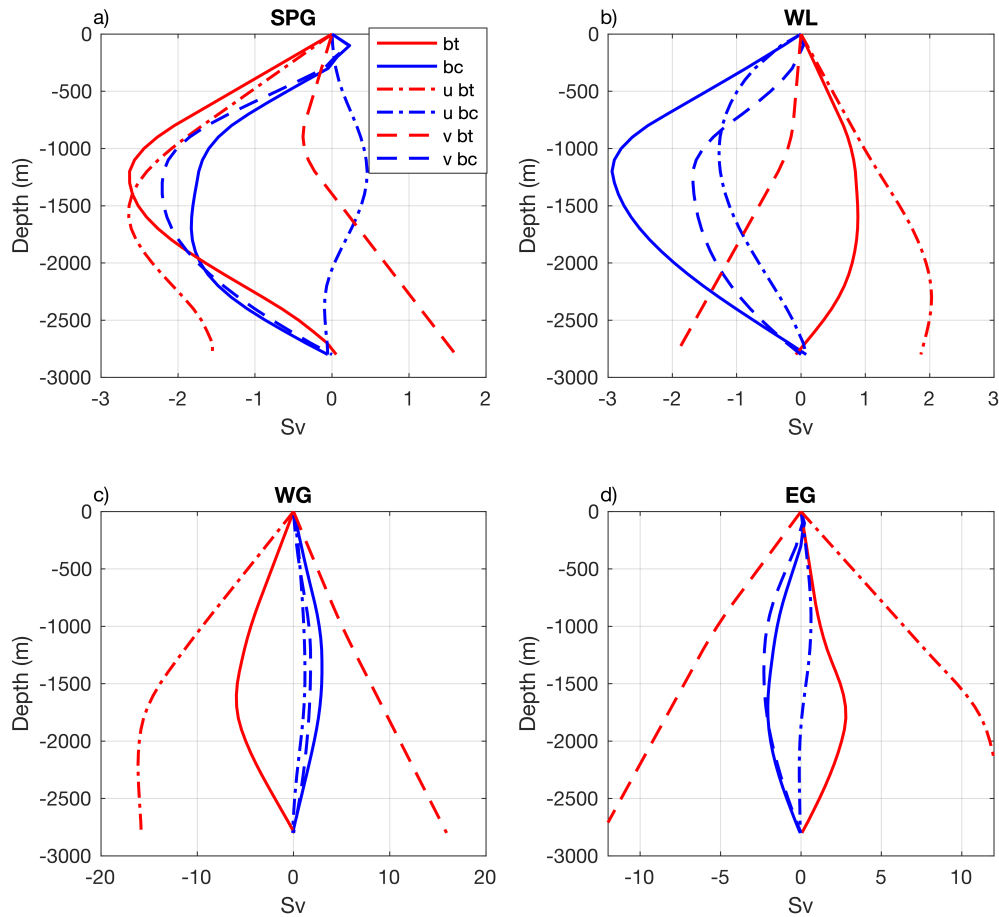 a) SPG
0
-500
-1000
-1500
-2000
-2500
-3000
Depth (m)
-3 -2 -1 0 1 2
Sv
bt
bc
u bt
u bc
v bt
v bc
b) WL
0
-500
-1000
-1500
-2000
-2500
-3000
Depth (m)
-3 -2 -1 0 1 2 3
Sv
c) WG
0
-500
-1000
-1500
-2000
-2500
-3000
Depth (m)
-20 -10 0 10 20
Sv
d) EG
0
-500
-1000
-1500
-2000
-2500
-3000
Depth (m)
-10 -5 0 5 10
Sv